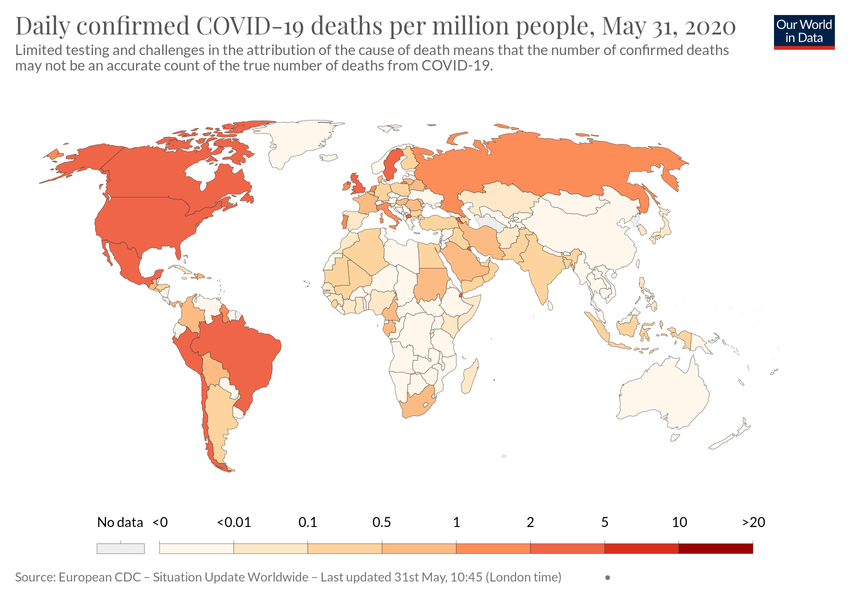 Daily confirmed COVID-19 deaths per million people, May 31, 2020
Our World
in Data
Limited testing and challenges in the attribution of the cause of death means that the number of confirmed deaths
may not be an accurate count of the true number of deaths from COVID-19.
No data <0 <0.01 0.1 0.5 1 2 5 10 >20
Source: European CDC – Situation Update Worldwide – Last updated 31st May, 10:45 (London time) •